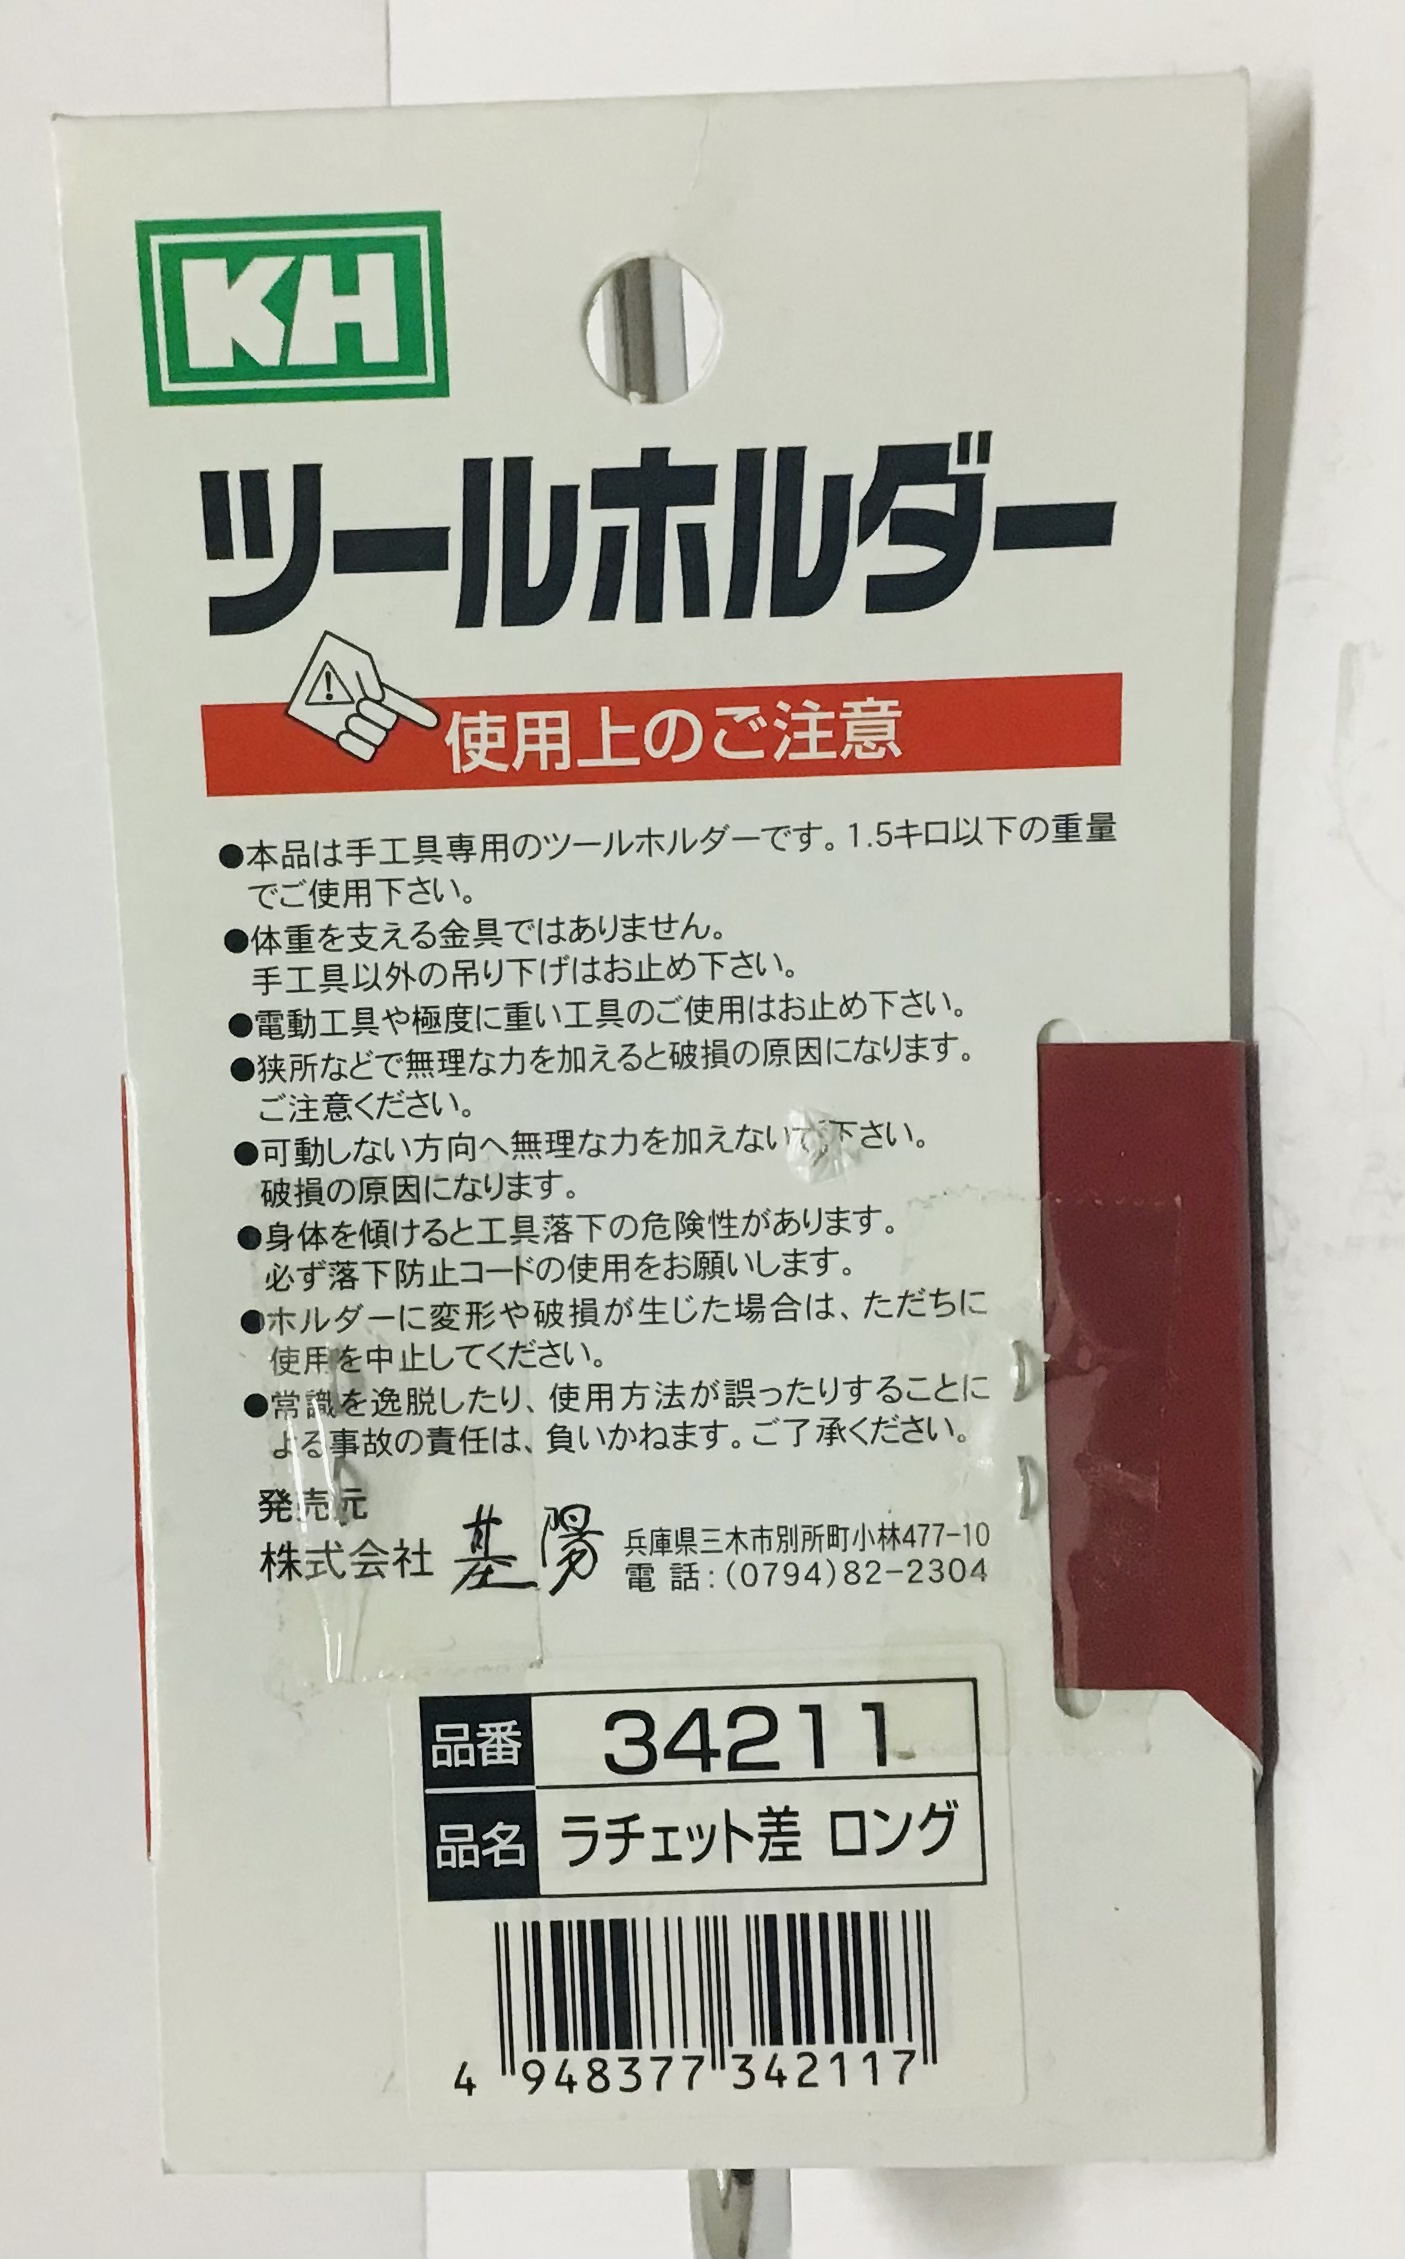 KH
ツールホルダー
使用上のご注意
●本品は手工具専用のツールホルダーです。1.5キロ以下の重量
でご使用下さい。
●体重を支える金具ではありません。
手工具以外の吊り下げはお止め下さい。
●電動工具や極度に重い工具のご使用はお止め下さい。
●狭所などで無理な力を加えると破損の原因になります。
ご注意ください。
●可動しない方向へ無理な力を加えないで下さい。
破損の原因になります。
●身体を傾けると工具落下の危険性があります。
必ず落下防止コードの使用をお願いします。
●ホルダーに変形や破損が生じた場合は、ただちに
使用を中止してください。
●常識を逸脱したり、使用方法が誤ったりすることに
よる事故の責任は、負いかねます。ご了承ください。
発売元
株式会社 基陽 兵庫県三木市別所町小林477-10
電話:(0794)82-2304
品番 34211
品名 ラチェット差 ロング
4 948377 342117